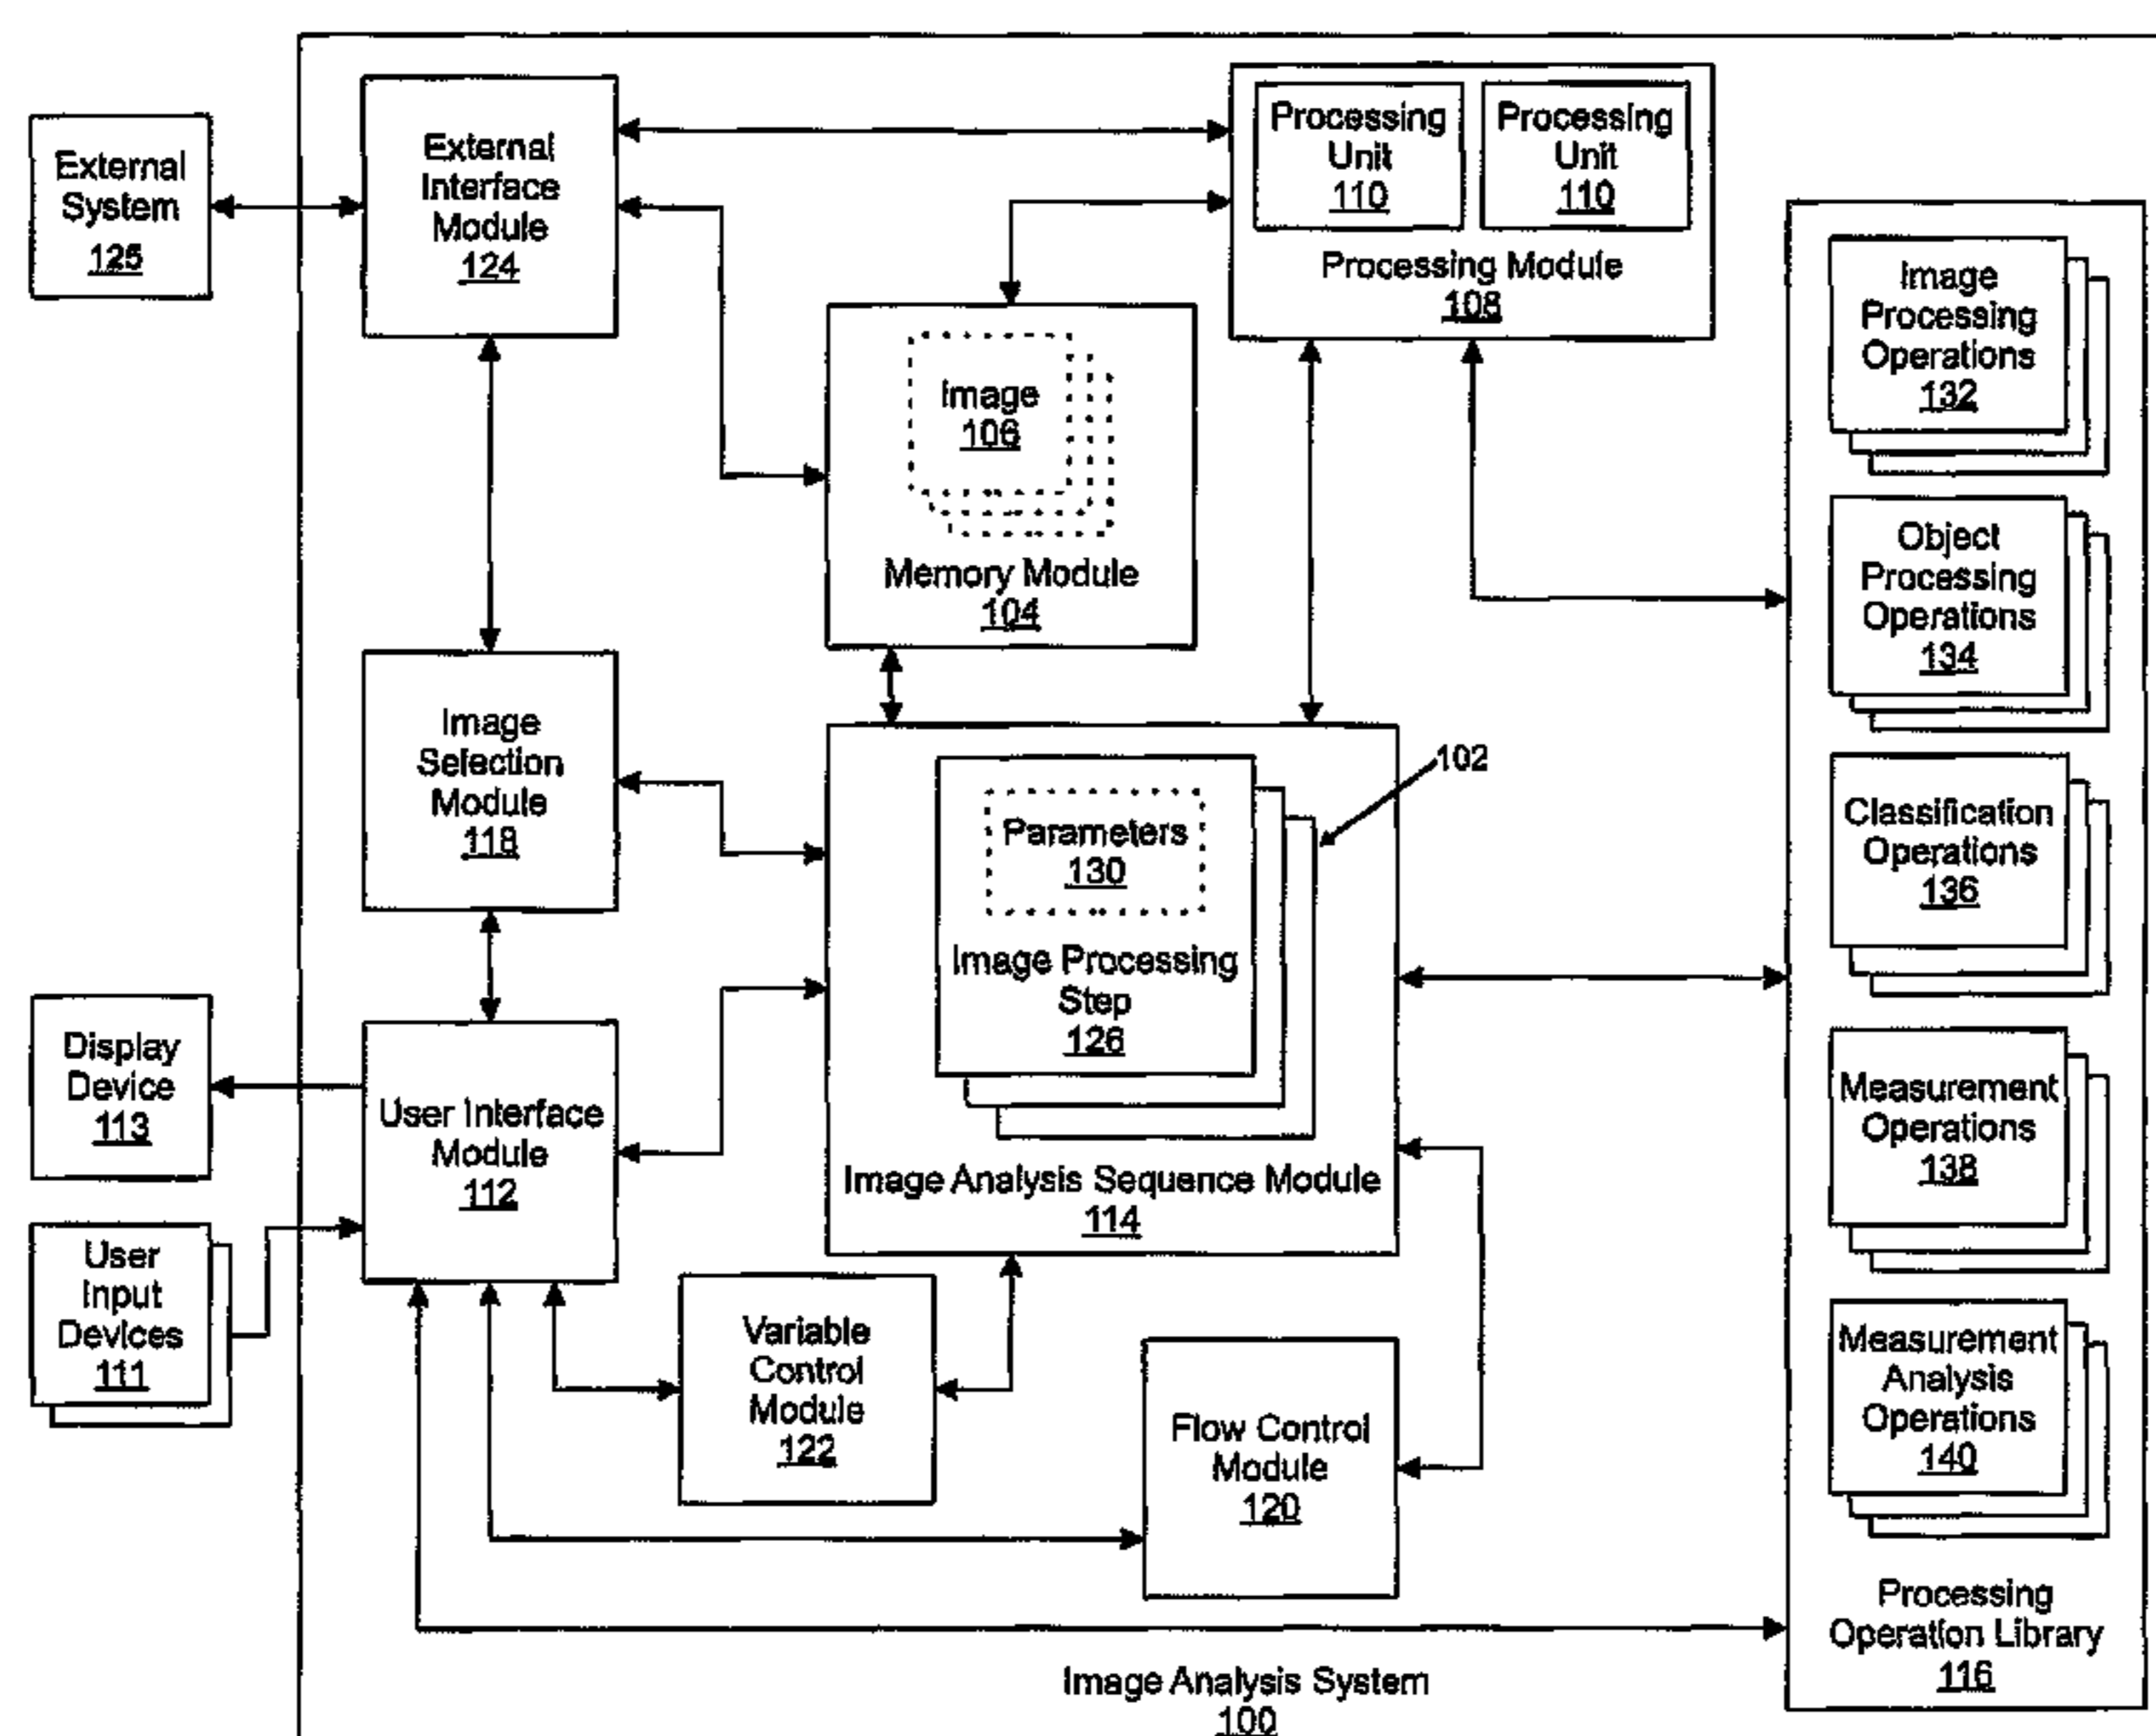 External
System
125
External
Interface
Module
124
Processing
Unit
110
Processing
Unit
110
Processing Module
108
Image
106
Memory Module
104
Image
Selection
Module
118
102
Parameters
130
Image Processing
Step
126
Image Analysis Sequence Module
114
Display
Device
113
User Interface
Module
112
User
Input
Devices
111
Variable
Control
Module
122
Flow Control
Module
120
Image
Processing
Operations
132
Object
Processing
Operations
134
Classification
Operations
136
Measurement
Operations
138
Measurement
Analysis
Operations
140
Processing
Operation Library
116
Image Analysis System
100